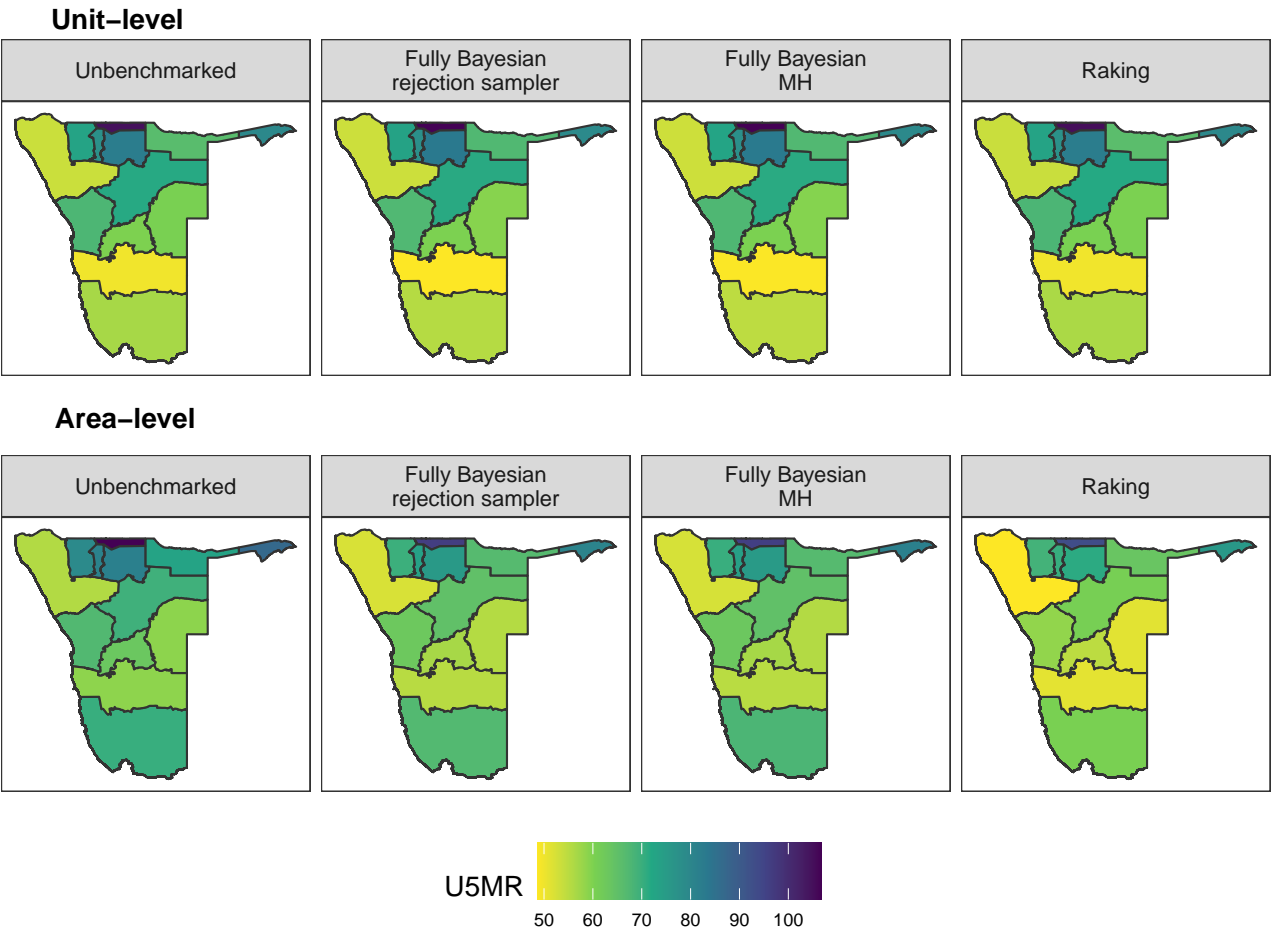 Unit−level
Unbenchmarked
Fully Bayesian
rejection sampler
Fully Bayesian
MH
Raking
Area−level
Unbenchmarked
Fully Bayesian
rejection sampler
Fully Bayesian
MH
Raking
U5MR
50 60 70 80 90 100